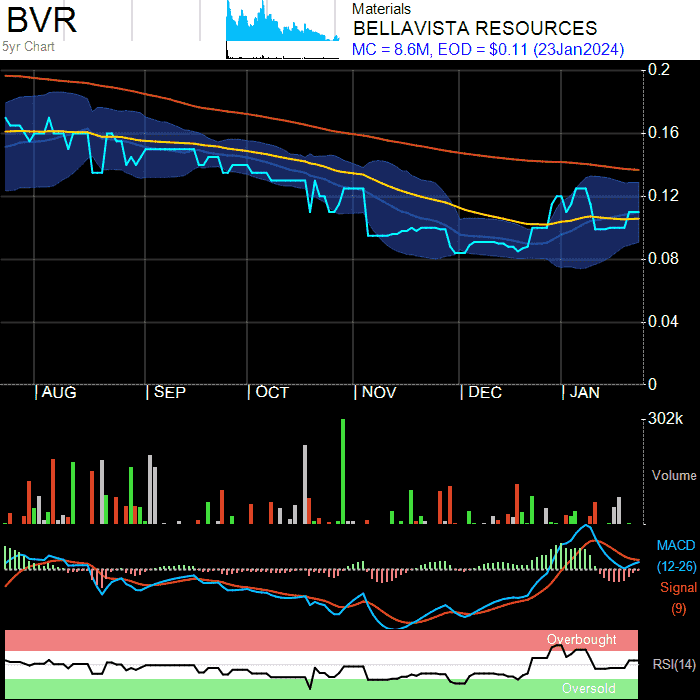 BVR
5yr Chart
Materials
BELLAVISTA RESOURCES
MC = 8.6M, EOD = $0.11 (23Jan2024)
0.2
0.16
0.12
0.08
0.04
0
AUG
SEP
OCT
NOV
DEC
JAN
302k
Volume
MACD
(12-26)
Signal
(9)
Overbought
RSI(14)
Oversold